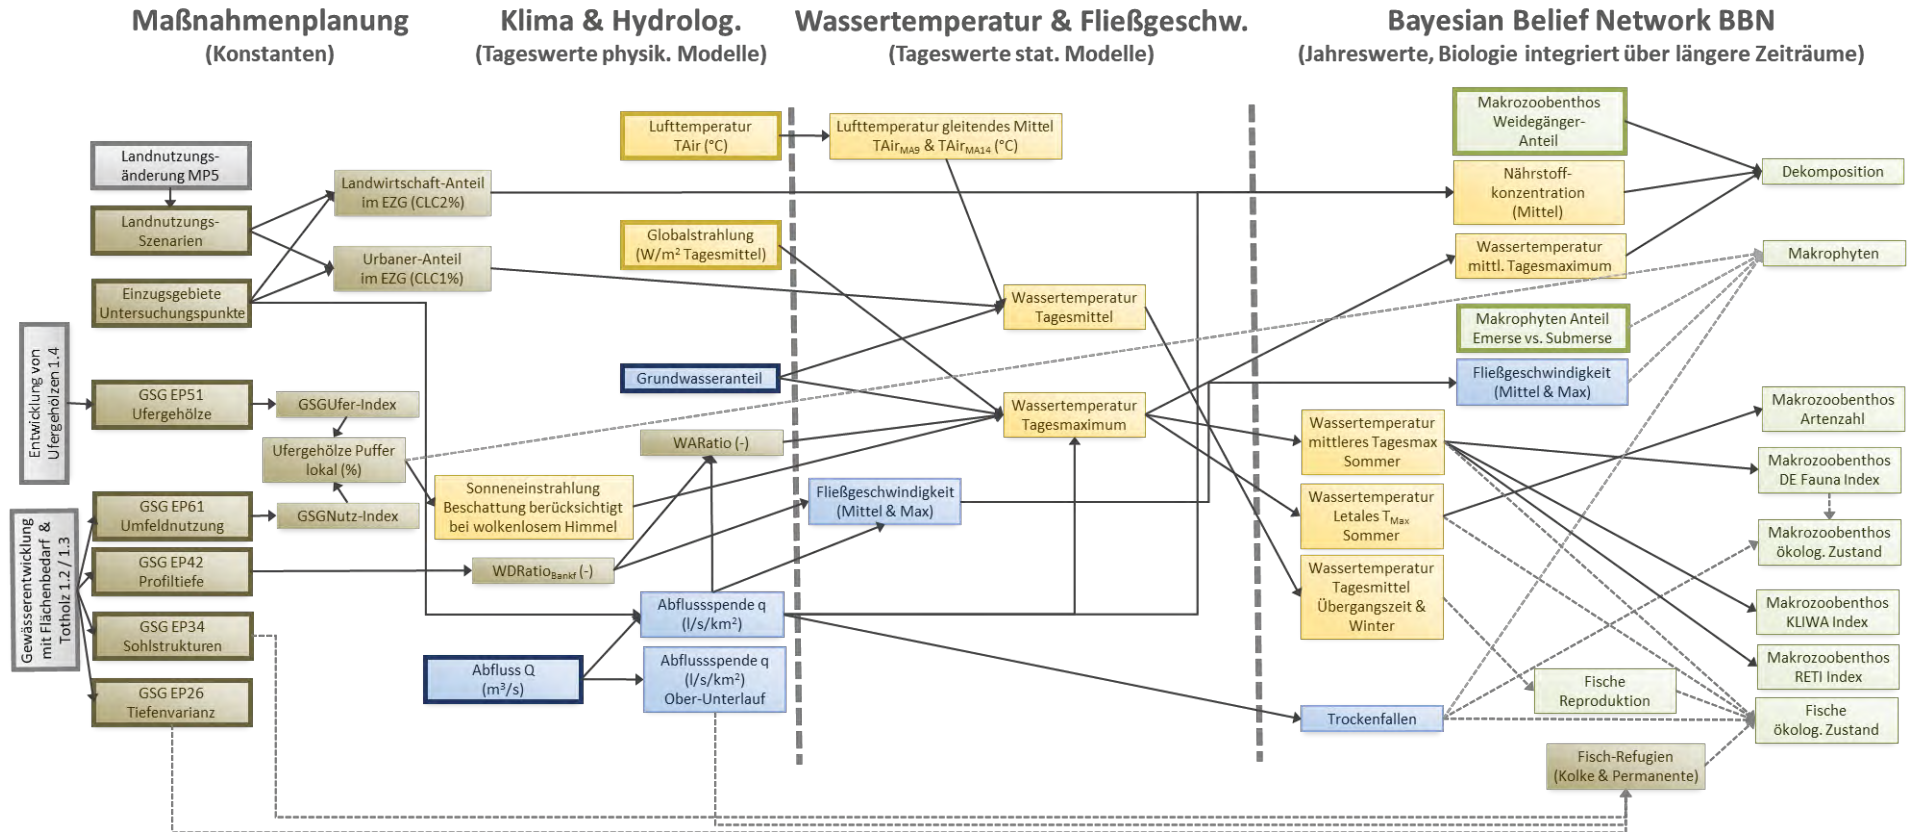 Maßnahmenplanung
(Konstanten)
Klima & Hydrolog.
(Tageswerte physik. Modelle)
Wassertemperatur & Fließgeschw.
(Tageswerte stat. Modelle)
Bayesian Belief Network BBN
(Jahreswerte, Biologie integriert über längere Zeiträume)
Landnutzungs-
änderung MP5
Landnutzungs-
Szenarien
Einzugsgebiete
Untersuchungspunkte
Entwicklung von
Ufergehölzen 1.4
GSG EP51
Ufergehölze
Gewässerentwicklung
mit Flächenbedarf &
Totholz 1.2 / 1.3
GSG EP61
Umfeldnutzung
GSG EP42
Profiltiefe
GSG EP34
Sohlstrukturen
GSG EP26
Tiefenvarianz
Landwirtschaft-Anteil
im EZG (CLC2%)
Urbaner-Anteil
im EZG (CLC1%)
GSGUfer-Index
Ufergehölze Puffer
lokal (%)
GSGNutz-Index
Lufttemperatur
TAir (°C)
Globalstrahlung
(W/m² Tagesmittel)
Grundwasseranteil
WARatio (-)
Sonneneinstrahlung
Beschattung berücksichtigt
bei wolkenlosem Himmel
WDRatioBankf (-)
Abflussspende q
(l/s/km²)
Abfluss Q
(m³/s)
Abflussspende q
(l/s/km²)
Ober-Unterlauf
Lufttemperatur gleitendes Mittel
TAirMA9 & TAirMA14 (°C)
Wassertemperatur
Tagesmittel
Wassertemperatur
Tagesmaximum
Fließgeschwindigkeit
(Mittel & Max)
Makrozoobenthos
Weidegänger-
Anteil
Nährstoff-
konzentration
(Mittel)
Wassertemperatur
mittl. Tagesmaximum
Makrophyten Anteil
Emerse vs. Submerse
Fließgeschwindigkeit
(Mittel & Max)
Wassertemperatur
mittleres Tagesmax
Sommer
Wassertemperatur
Letales TMax
Sommer
Wassertemperatur
Tagesmittel
Übergangszeit &
Winter
Trockenfallen
Fische
Reproduktion
Fisch-Refugien
(Kolke & Permanente)
Dekomposition
Makrophyten
Makrozoobenthos
Artenzahl
Makrozoobenthos
DE Fauna Index
Makrozoobenthos
ökolog. Zustand
Makrozoobenthos
KLIWA Index
Makrozoobenthos
RETI Index
Fische
ökolog. Zustand